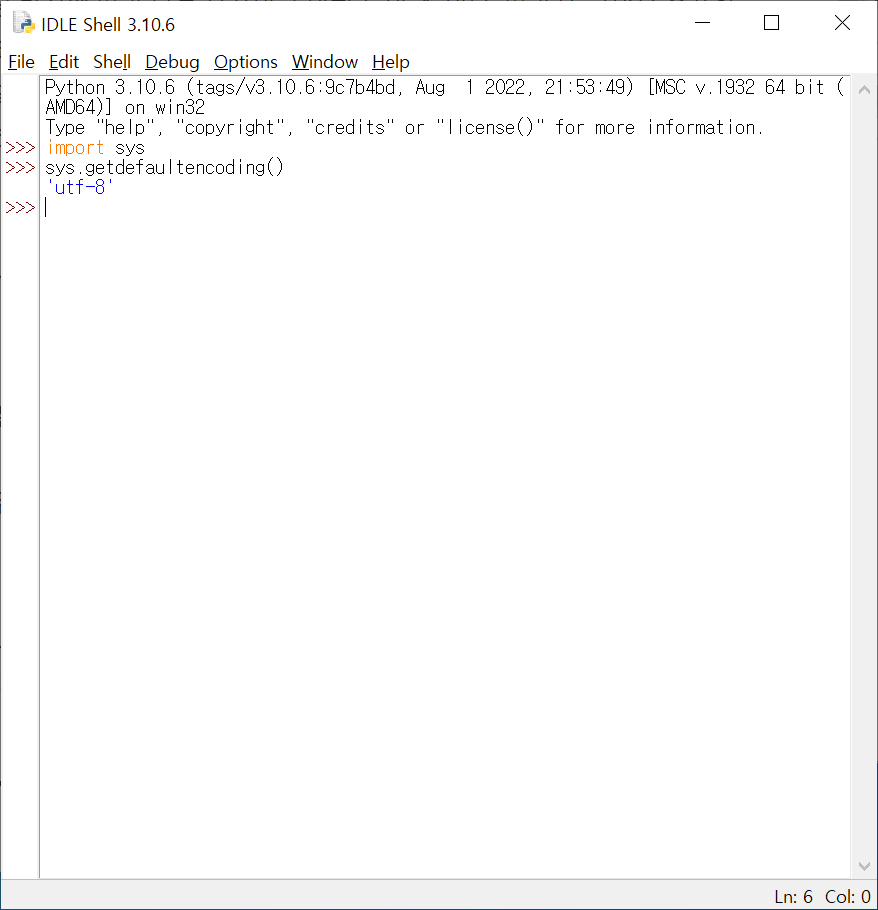 IDLE Shell 3.10.6
File Edit Shell Debug Options Window Help
Python 3.10.6 (tags/v3.10.6:9c7b4bd, Aug  1 2022, 21:53:49) [MSC v.1932 64 bit (
AMD64)] on win32
Type "help", "copyright", "credits" or "license()" for more information.
>>> import sys
>>> sys.getdefaultencoding()
'utf-8'
>>>
Ln: 6 Col: 0